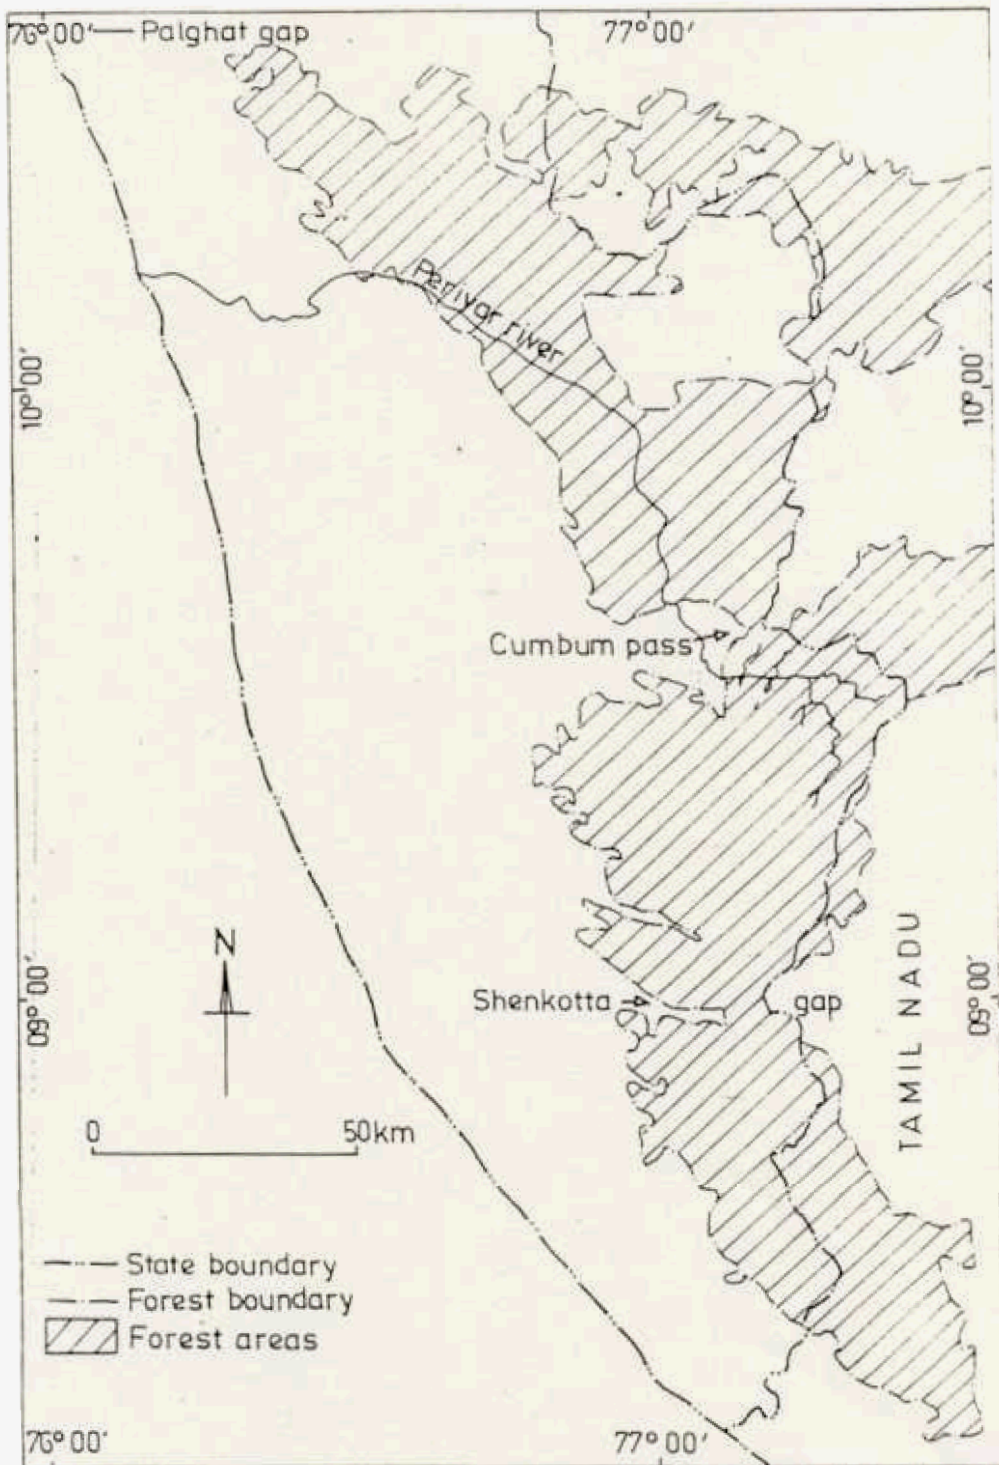 76°00'
Palghat gap
77°00'
Periyar river
10°00'
10°00'
Cumbum pass
TAMIL NADU
N
Shenkotta
gap
09°00'
09°00'
0
50km
State boundary
Forest boundary
Forest areas
76°00'
77°00'